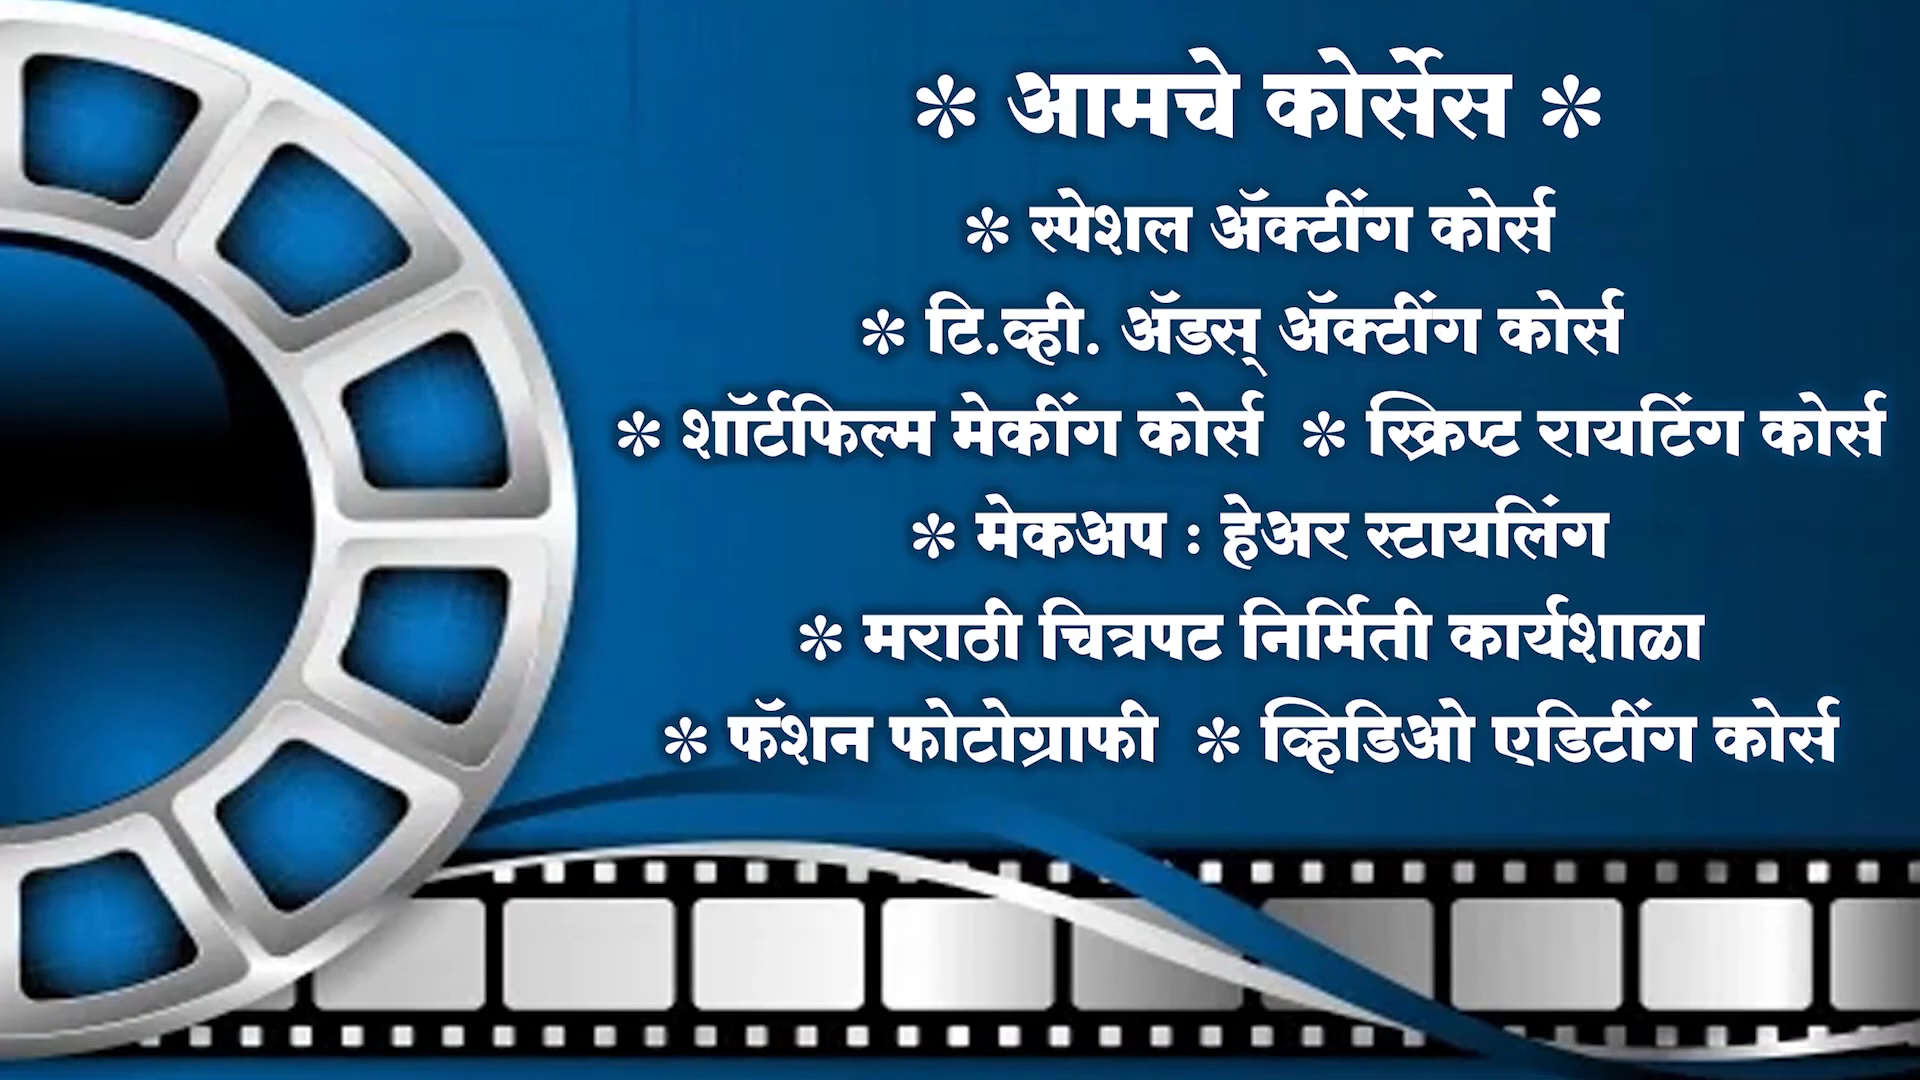 * आमचे कोर्सेस *
* स्पेशल ॲक्टींग कोर्स
* टि.व्ही. ॲडस् ॲक्टींग कोर्स
* शॉर्टफिल्म मेकींग कोर्स * स्क्रिप्ट रायटिंग कोर्स
* मेकअप : हेअर स्टायलिंग
* मराठी चित्रपट निर्मिती कार्यशाळा
* फॅशन फोटोग्राफी * व्हिडिओ एडिटींग कोर्स